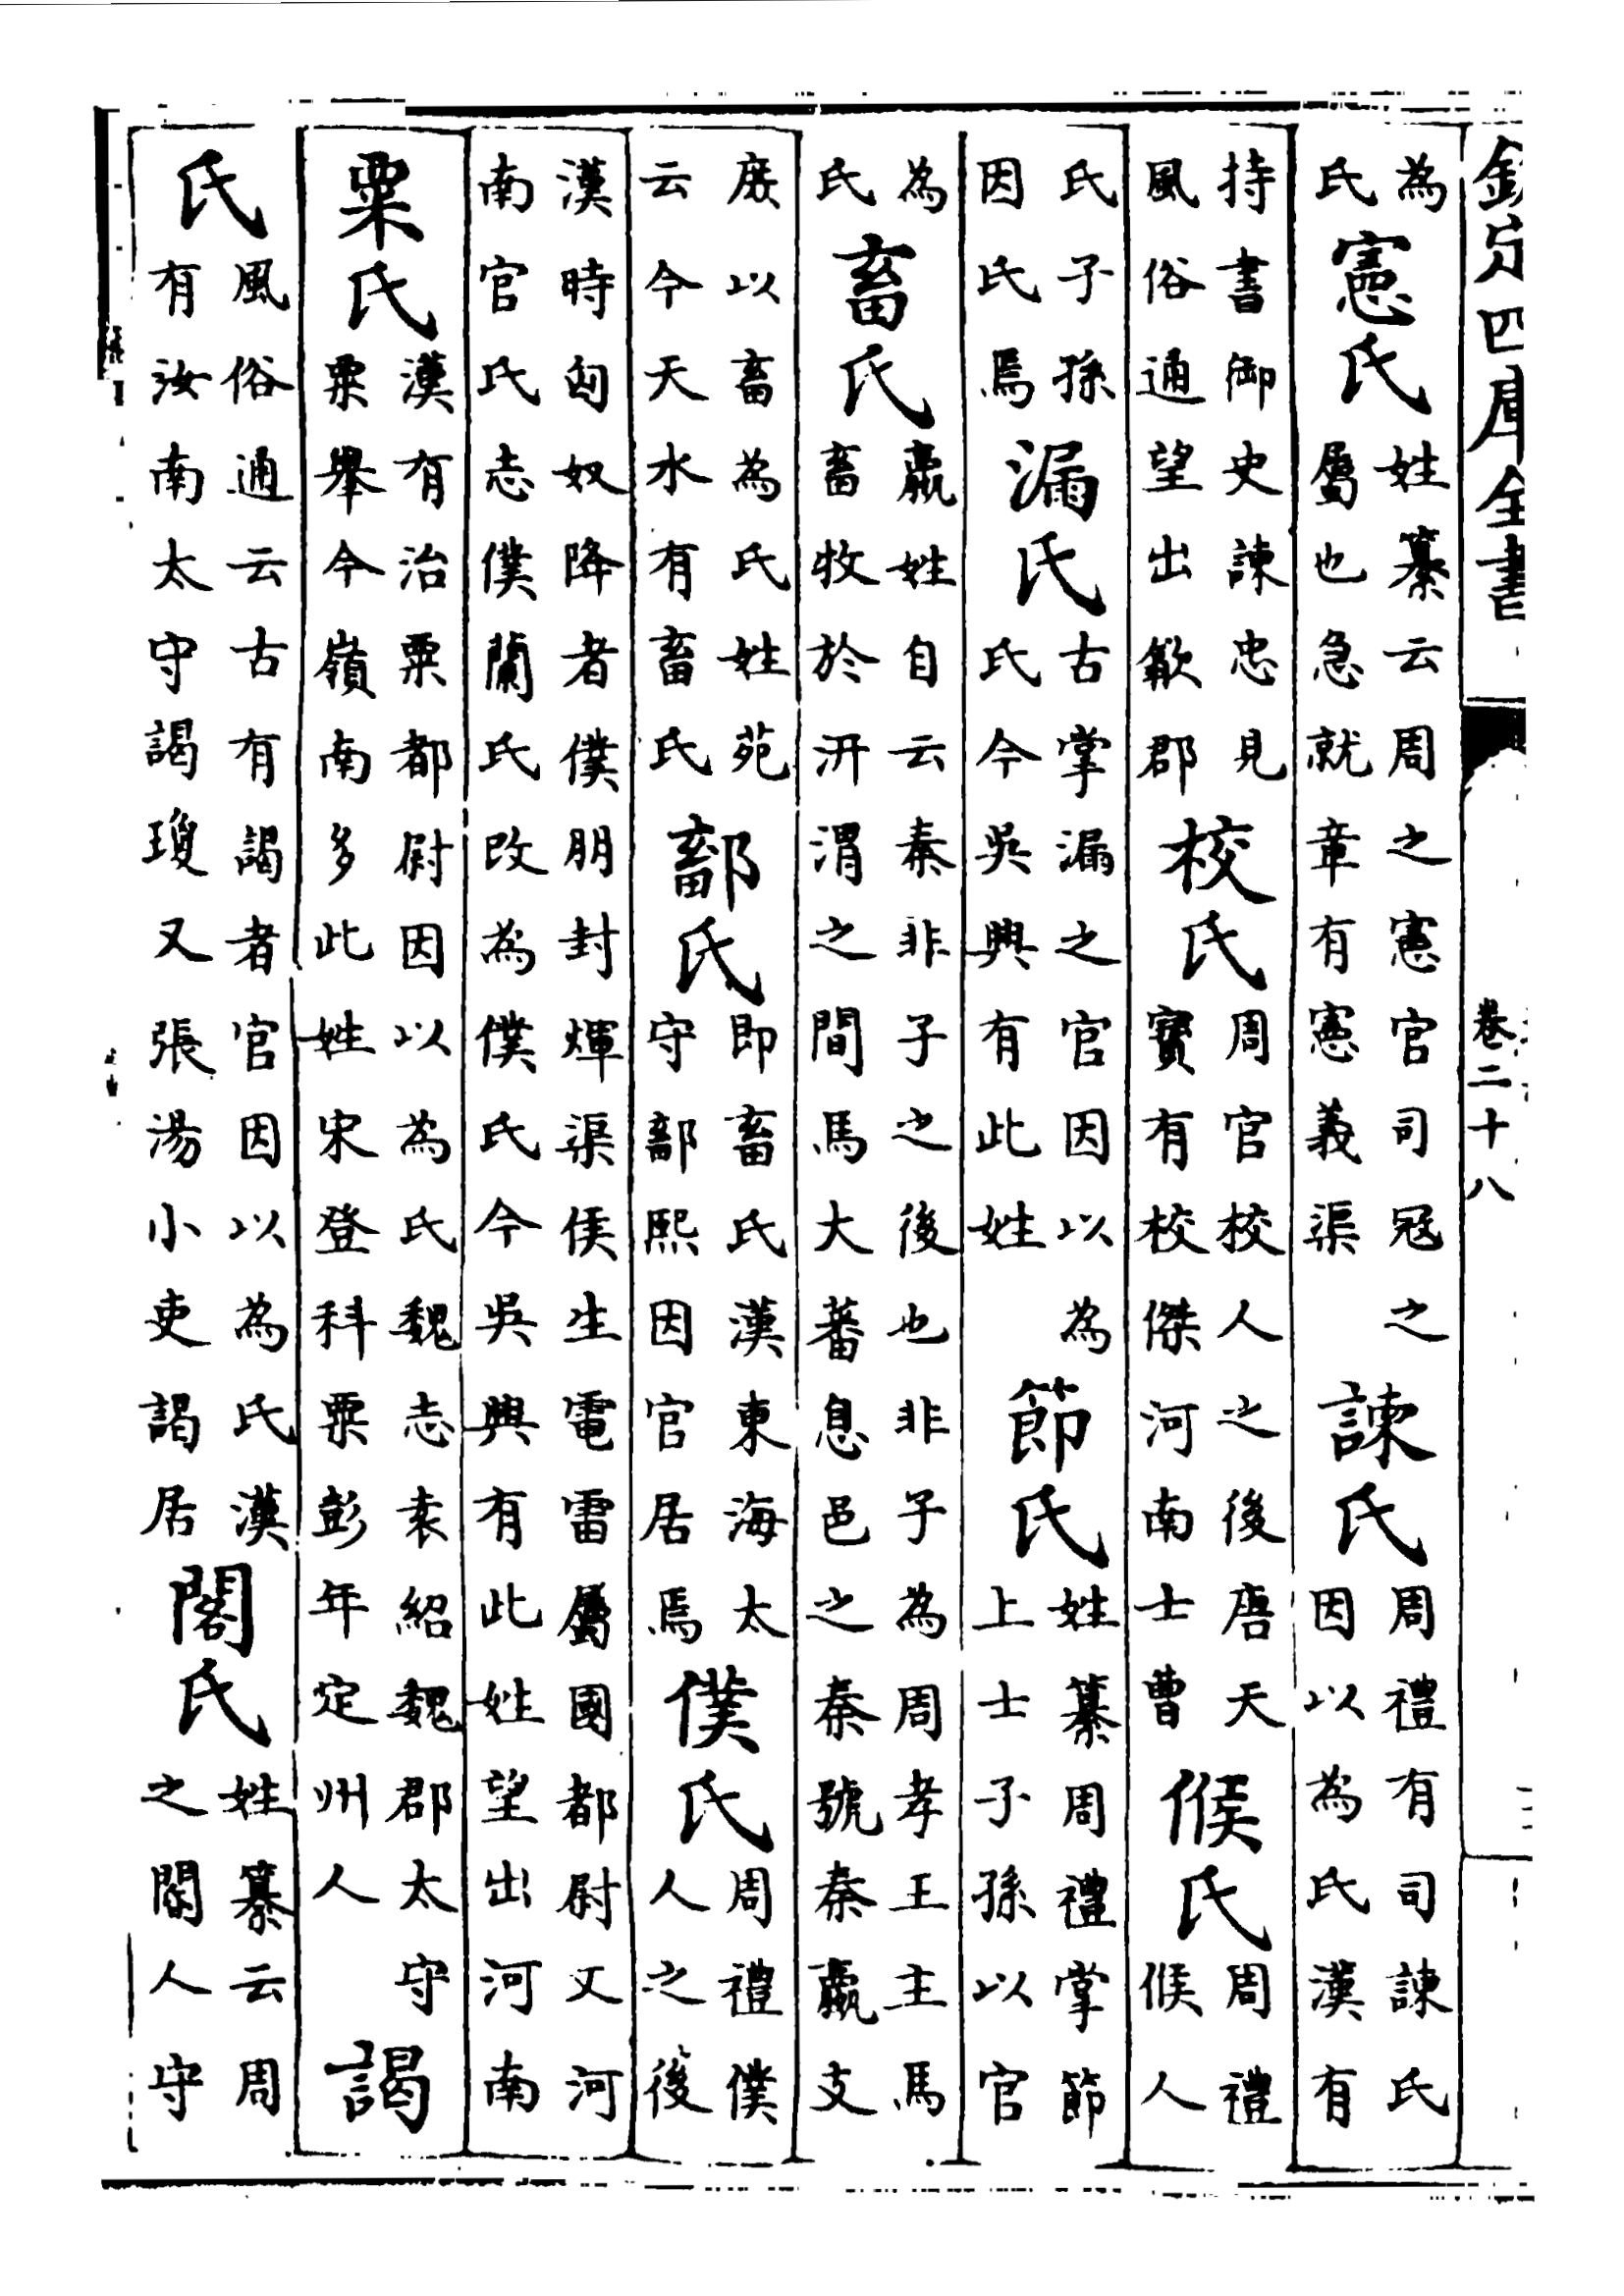 欽定四庫全書
卷二十八
為氏憲氏姓纂云周之憲官司冦之屬也急就章有憲義渠諫氏周禮有司諫氏因以為氏漢有
持書御史諫忠見風俗通望出歙郡校氏周官校人之後唐天寳有校傑河南士曹候氏周禮候人
氏子孫因氏焉漏氏古掌漏之官因以為氏今吳興有此姓節氏姓纂周禮掌節上士子孫以官
為氏畜氏嬴姓自云秦非子之後也非子為周孝王主馬畜牧於汧渭之間馬大蕃息邑之秦號秦嬴支
庻以畜為氏姓苑云今天水有畜氏鄐氏即畜氏漢東海太守鄐熙因官居焉僕氏周禮僕人之後
漢時匈奴降者僕朋封煇渠侯生電雷屬國都尉又河南官氏志僕蘭氏改為僕氏今吳興有此姓望出河南
粟氏漢有治粟都尉因以為氏魏志袁紹魏郡太守粟舉今嶺南多此姓宋登科粟彭年定州人謁
氏風俗通云古有謁者官因以為氏漢有汝南太守謁瓊又張湯小吏謁居閣氏姓纂云周之閽人守